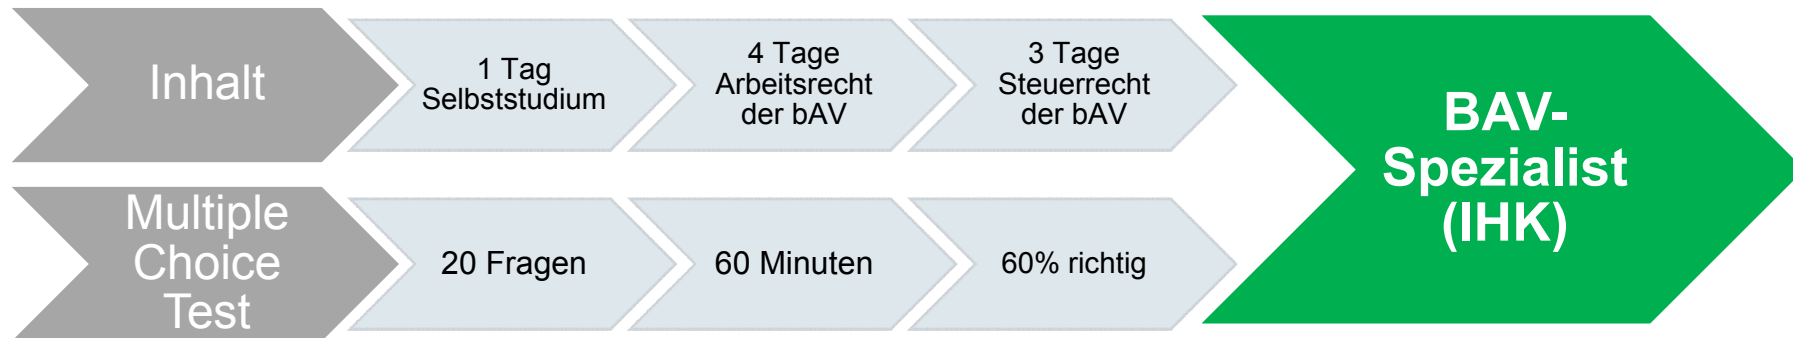 Inhalt
1 Tag
Selbststudium
4 Tage
Arbeitsrecht
der bAV
3 Tage
Steuerrecht
der bAV
Multiple
Choice
Test
20 Fragen
60 Minuten
60% richtig
BAV-
Spezialist
(IHK)